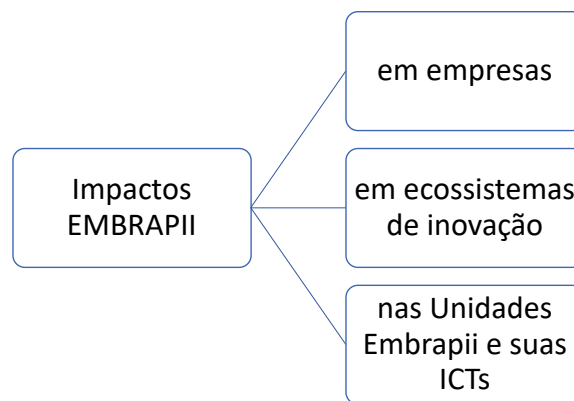 em empresas
Impactos
EMBRAPII
em ecossistemas
de inovação
nas Unidades
Embrapii e suas
ICTs